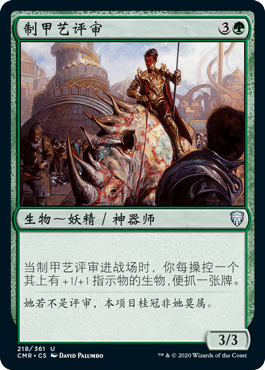 制甲艺评审 3
生物～妖精 / 神器师
当制甲艺评审进战场时，你每操控一个
其上有 +1/+1 指示物的生物，便抓一张牌。
她若不是评审，本项目桂冠非她莫属。
3/3
218/361 U
CMR • CS DAVID PALUMBO
™ & © 2020 Wizards of the Coast